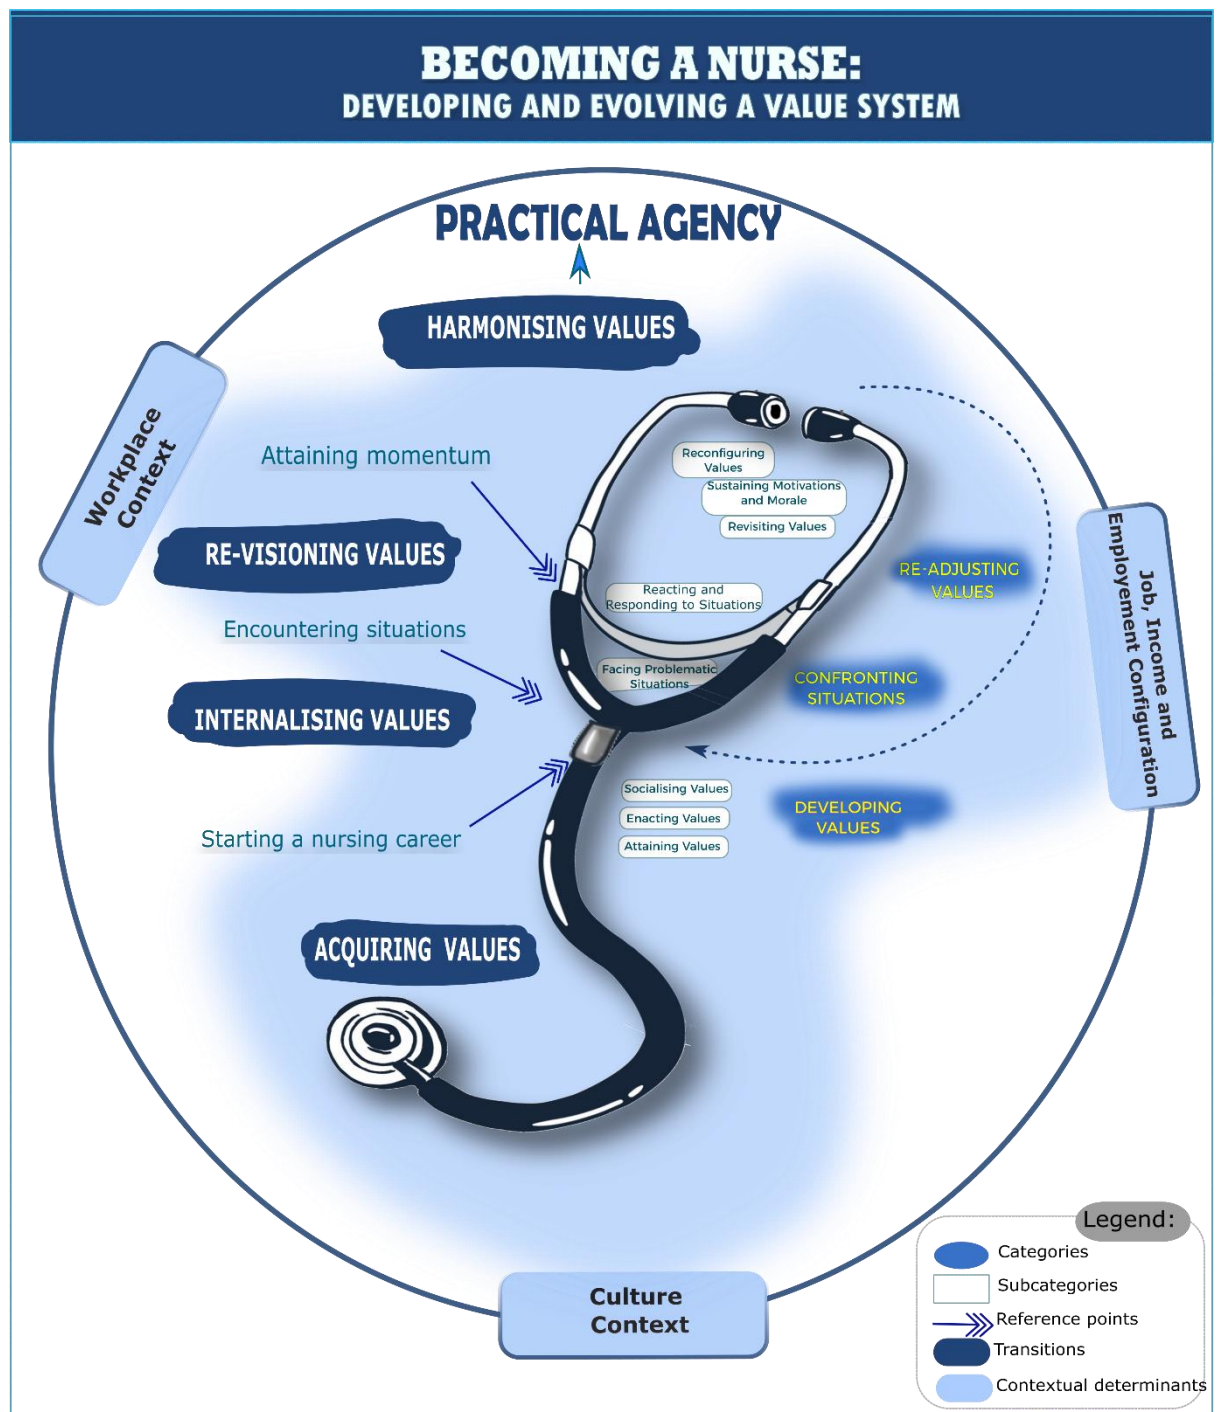 BECOMING A NURSE:
DEVELOPING AND EVOLVING A VALUE SYSTEM
PRACTICAL AGENCY
HARMONISING VALUES
Workplace
Context
Attaining momentum
RE-VISIONING VALUES
Encountering situations
INTERNALISING VALUES
Starting a nursing career
ACQUIRING VALUES
Reconfiguring
Values
Sustaining Motivations
and Morale
Revisiting Values
Reacting and
Responding to Situations
Facing Problematic
Situations
Socialising Values
Enacting Values
Attaining Values
RE-ADJUSTING
VALUES
CONFRONTING
SITUATIONS
DEVELOPING
VALUES
Job, Income and
Employement Configuration
Culture
Context
Legend:
Categories
Subcategories
Reference points
Transitions
Contextual determinants